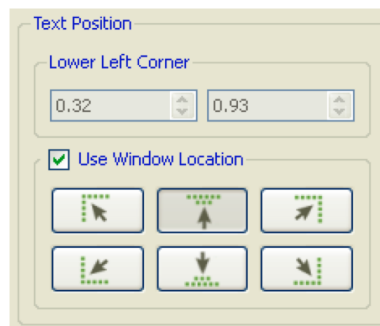 Text Position
Lower Left Corner
0.32 0.93
Use Window Location